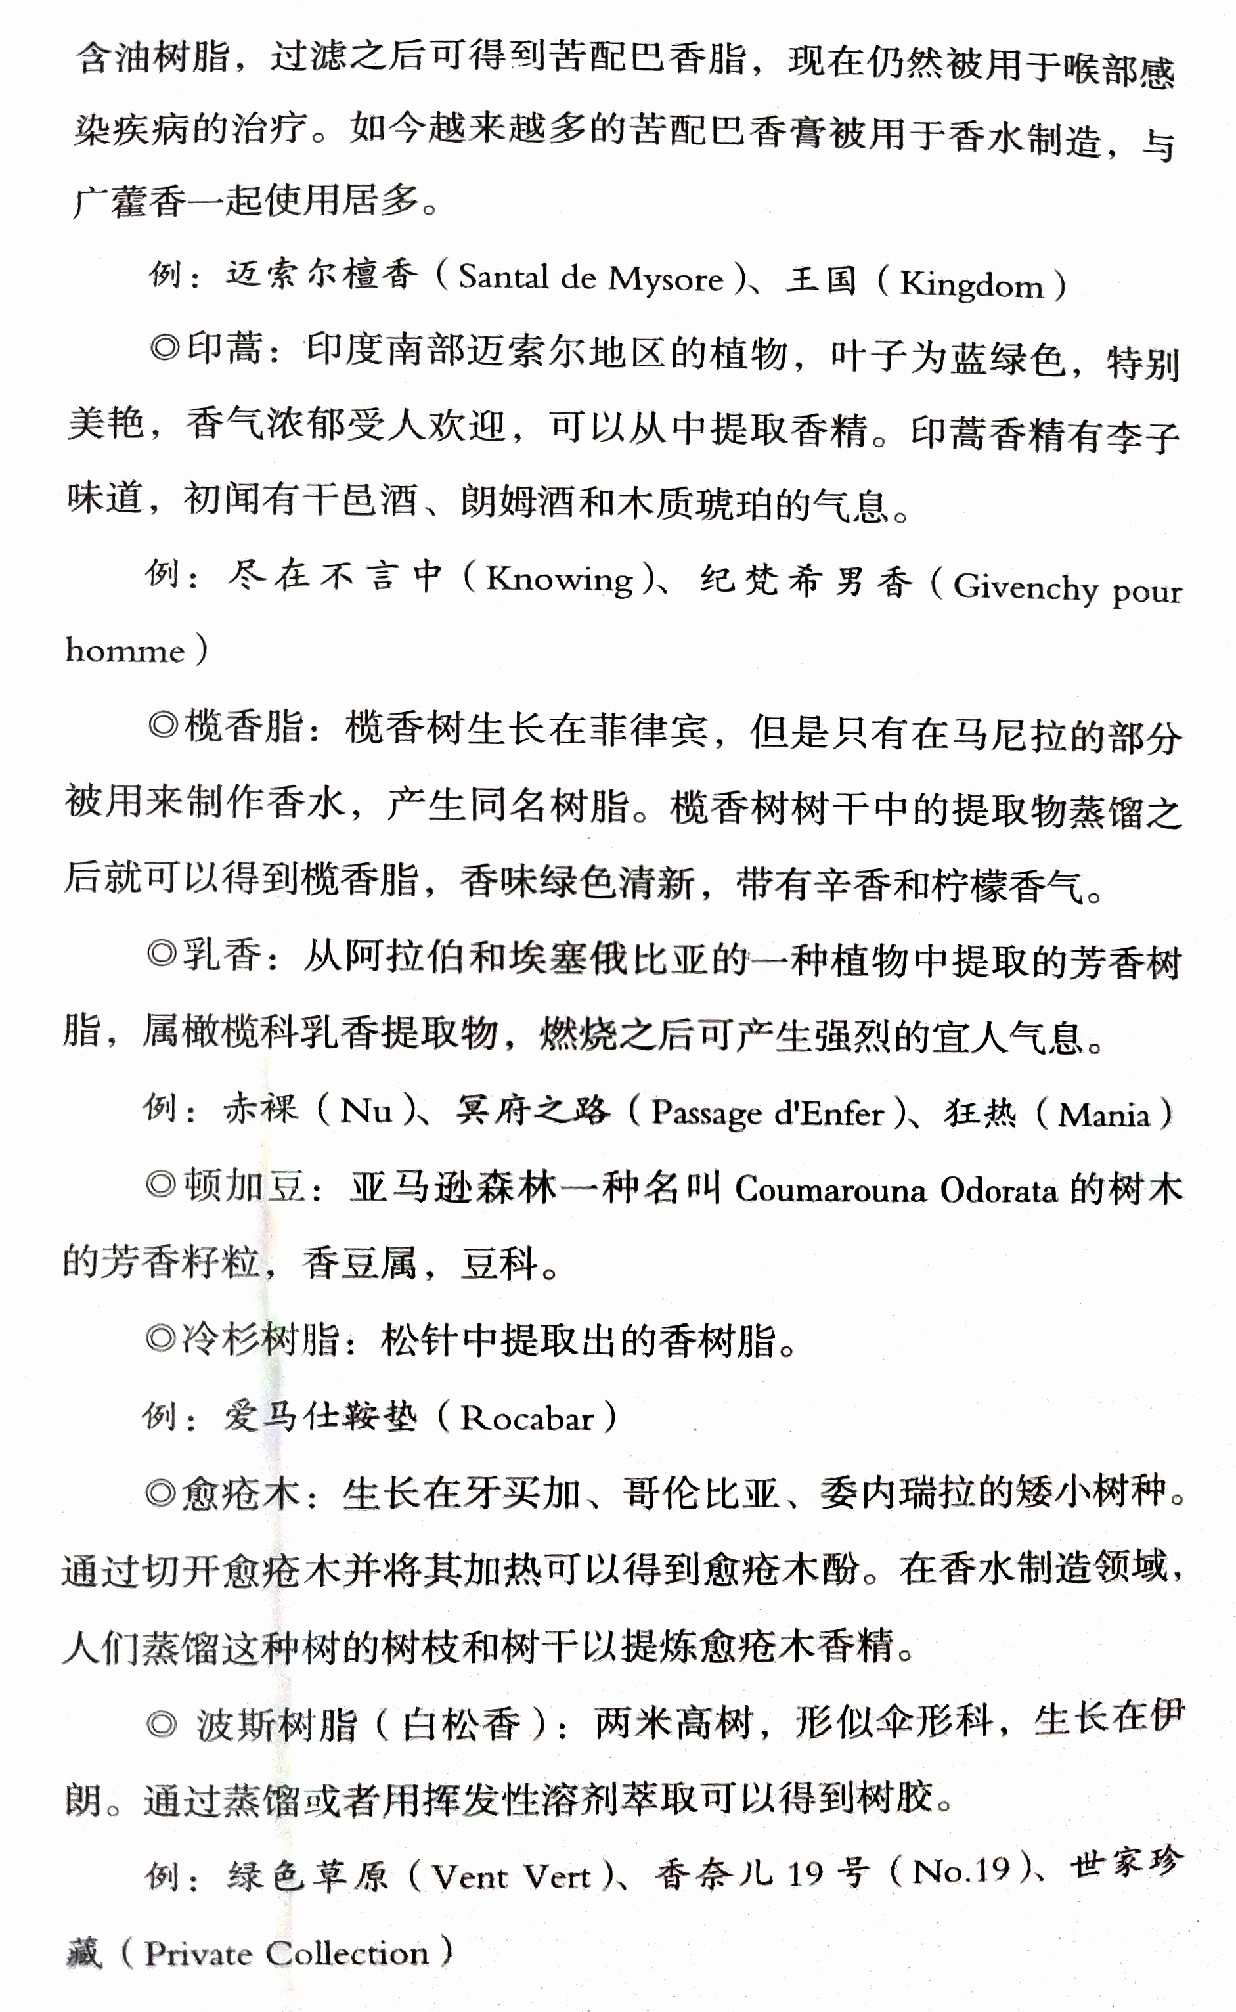 含油树脂，过滤之后可得到苦配巴香脂，现在仍然被用于喉部感
染疾病的治疗。如今越来越多的苦配巴香膏被用于香水制造，与
广藿香一起使用居多。
例：迈索尔檀香（Santal de Mysore）、王国（Kingdom）
◎印蒿：印度南部迈索尔地区的植物，叶子为蓝绿色，特别
美艳，香气浓郁受人欢迎，可以从中提取香精。印蒿香精有李子
味道，初闻有干邑酒、朗姆酒和木质琥珀的气息。
例：尽在不言中（Knowing）、纪梵希男香（Givenchy pour
homme）
◎榄香脂：榄香树生长在菲律宾，但是只有在马尼拉的部分
被用来制作香水，产生同名树脂。榄香树树干中的提取物蒸馏之
后就可以得到榄香脂，香味绿色清新，带有辛香和柠檬香气。
◎乳香：从阿拉伯和埃塞俄比亚的一种植物中提取的芳香树
脂，属橄榄科乳香提取物，燃烧之后可产生强烈的宜人气息。
例：赤裸（Nu）、冥府之路（Passage d'Enfer）、狂热（Mania）
◎顿加豆：亚马逊森林一种名叫 Coumarouna Odorata 的树木
的芳香籽粒，香豆属，豆科。
◎冷杉树脂：松针中提取出的香树脂。
例：爱马仕鞍垫（Rocabar）
◎愈疮木：生长在牙买加、哥伦比亚、委内瑞拉的矮小树种。
通过切开愈疮木并将其加热可以得到愈疮木酚。在香水制造领域，
人们蒸馏这种树的树枝和树干以提炼愈疮木香精。
◎ 波斯树脂（白松香）：两米高树，形似伞形科，生长在伊
朗。通过蒸馏或者用挥发性溶剂萃取可以得到树胶。
例：绿色草原（Vent Vert）、香奈儿 19 号（No.19）、世家珍
藏（Private Collection）